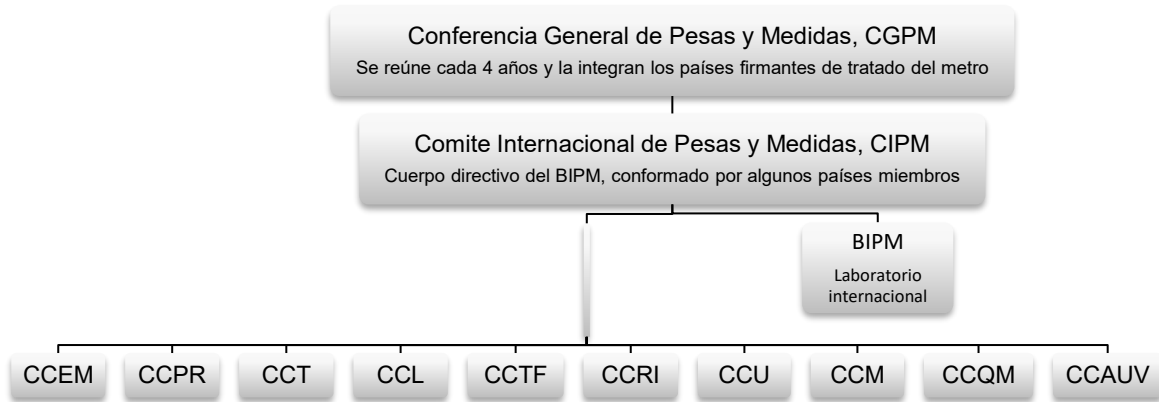 Conferencia General de Pesas y Medidas, CGPM
Se reúne cada 4 años y la integran los países firmantes de tratado del metro
Comite Internacional de Pesas y Medidas, CIPM
Cuerpo directivo del BIPM, conformado por algunos países miembros
BIPM
Laboratorio
internacional
CCEM
CCPR
CCT
CCL
CCTF
CCRI
CCU
CCM
CCQM
CCAUV